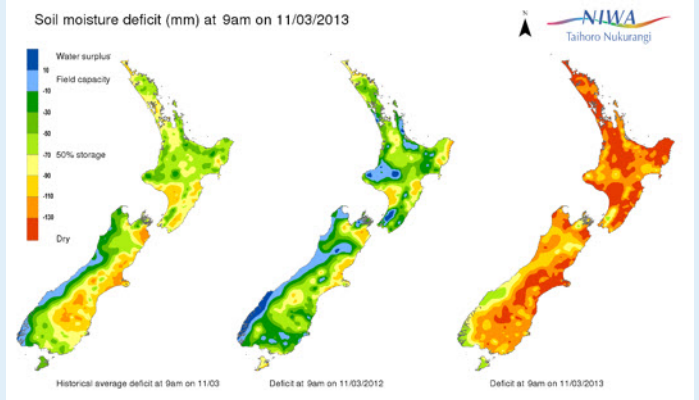 Soil moisture deficit (mm) at 9am on 11/03/2013
N
NIWA
Taihoro Nukurangi
Water surplus
10
Field capacity
-10
-30
-50
50% storage
-70
-90
-110
-130
Dry
Historical average deficit at 9am on 11/03
Deficit at 9am on 11/03/2012
Deficit at 9am on 11/03/2013